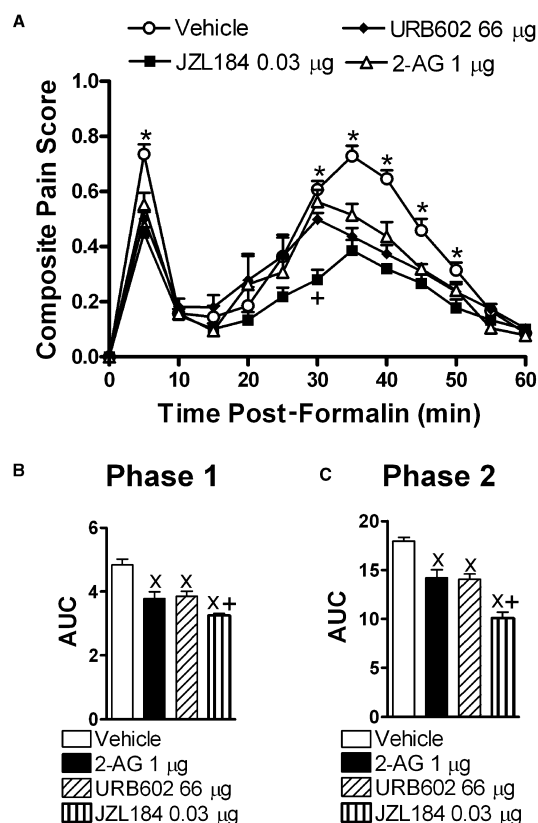 A
Vehicle
URB602 66 μg
JZL184 0.03 μg
2-AG 1 μg
Composite Pain Score
1.0
0.8
0.6
0.4
0.2
0.0
* * * * * * +
0 10 20 30 40 50 60
Time Post-Formalin (min)
B Phase 1
AUC
6
4
2
0
X X X+
Vehicle
2-AG 1 μg
URB602 66 μg
JZL184 0.03 μg
C Phase 2
AUC
20
15
10
5
0
X X X+
Vehicle
2-AG 1 μg
URB602 66 μg
JZL184 0.03 μg